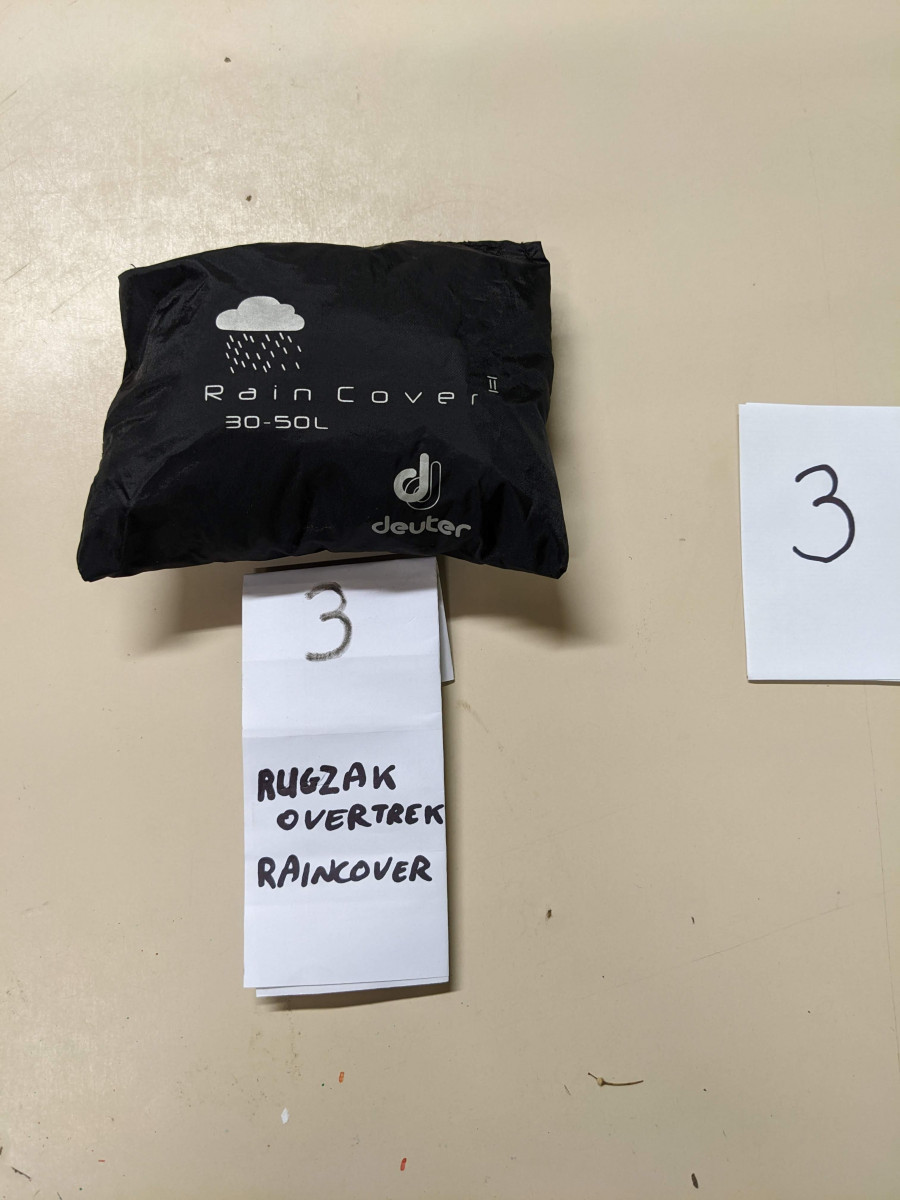 Rain Cover II
30-50L
deuter
3
RUGZAK
OVERTREK
RAINCOVER
3